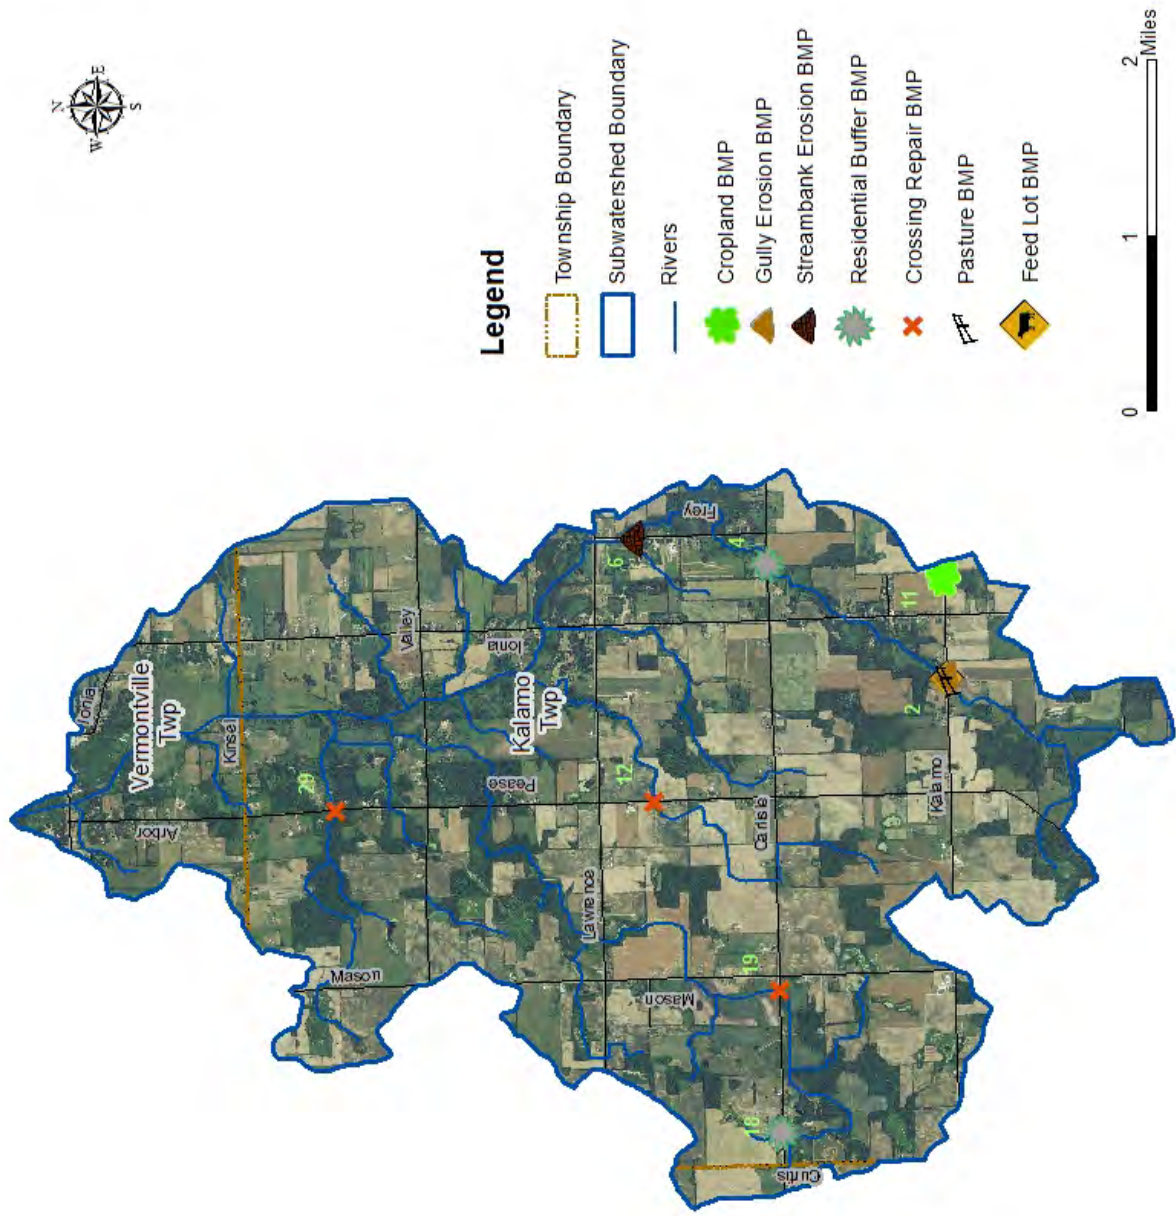 N
W
E
S
Legend
Township Boundary
Subwatershed Boundary
Rivers
Cropland BMP
Gully Erosion BMP
Streambank Erosion BMP
Residential Buffer BMP
Crossing Repair BMP
Pasture BMP
Feed Lot BMP
0
1
2
Miles
Ionia
Vermontville
Twp
Arbor
Kinsel
29
Valley
Mason
Ionia
Kalamo
Twp
Pease
Lawrence
6
Frey
12
4
Carlisle
Mason
19
18
Curtis
11
2
Kalamo